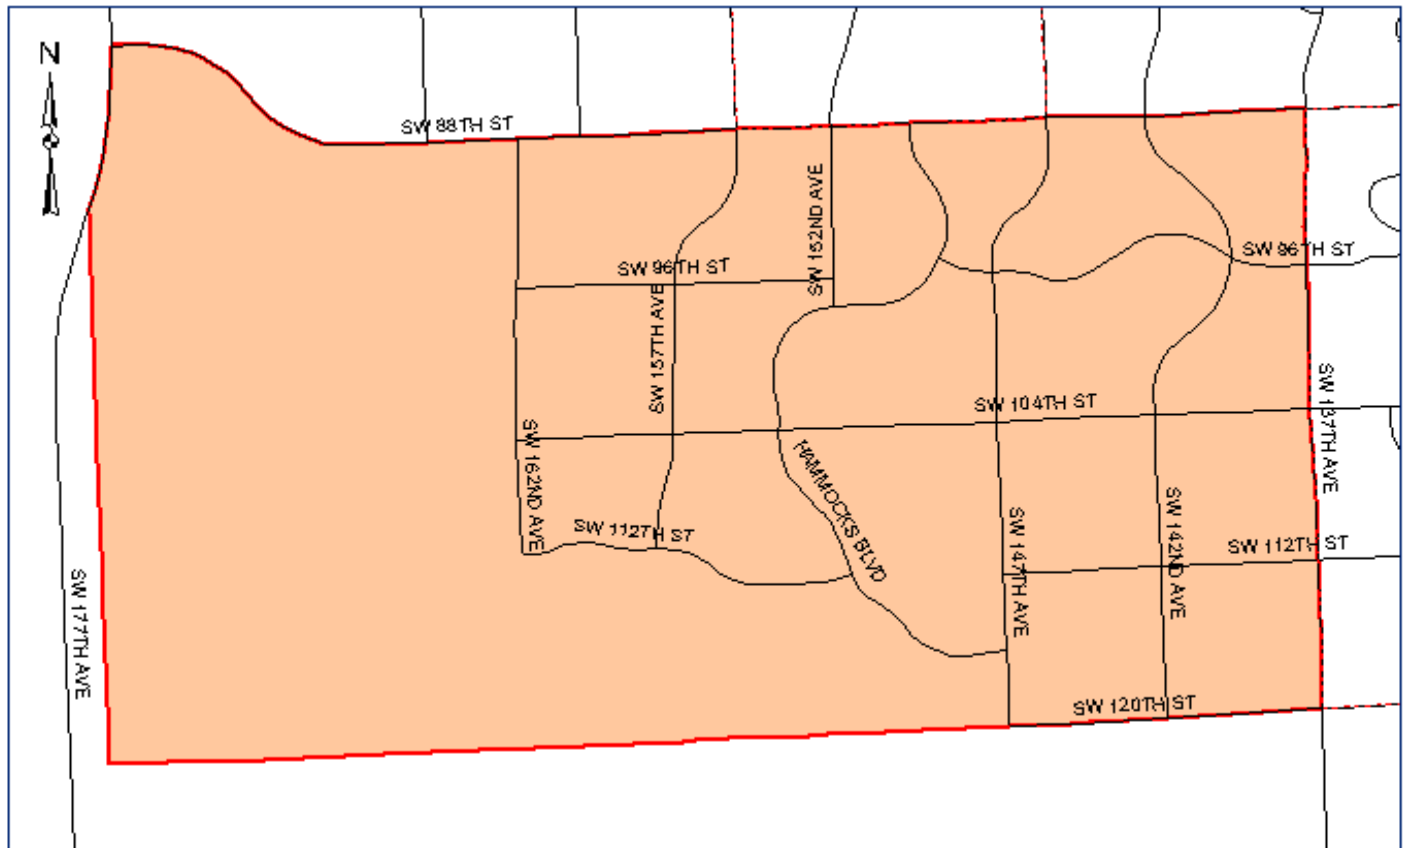 N
SW 88TH ST
SW 152ND AVE
SW 96TH ST
SW 96TH ST
SW 157TH AVE
SW 137TH AVE
SW 104TH ST
SW 162ND AVE
HAMMOCKS BLVD
SW 142ND AVE
SW 147TH AVE
SW 112TH ST
SW 112TH ST
SW 177TH AVE
SW 120TH ST